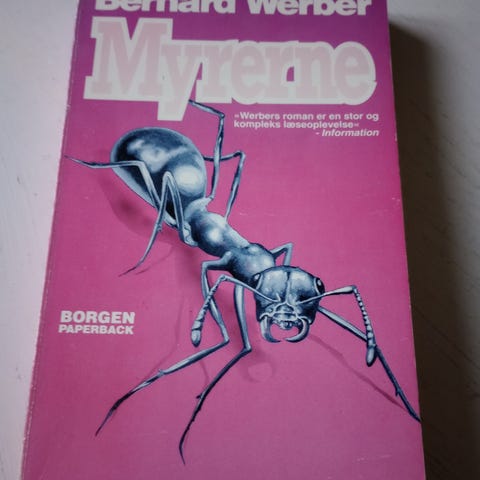 Bernard Werber
Myrerne
»Werbers roman er en stor og
kompleks læseoplevelse«
- Information
BORGEN
PAPERBACK